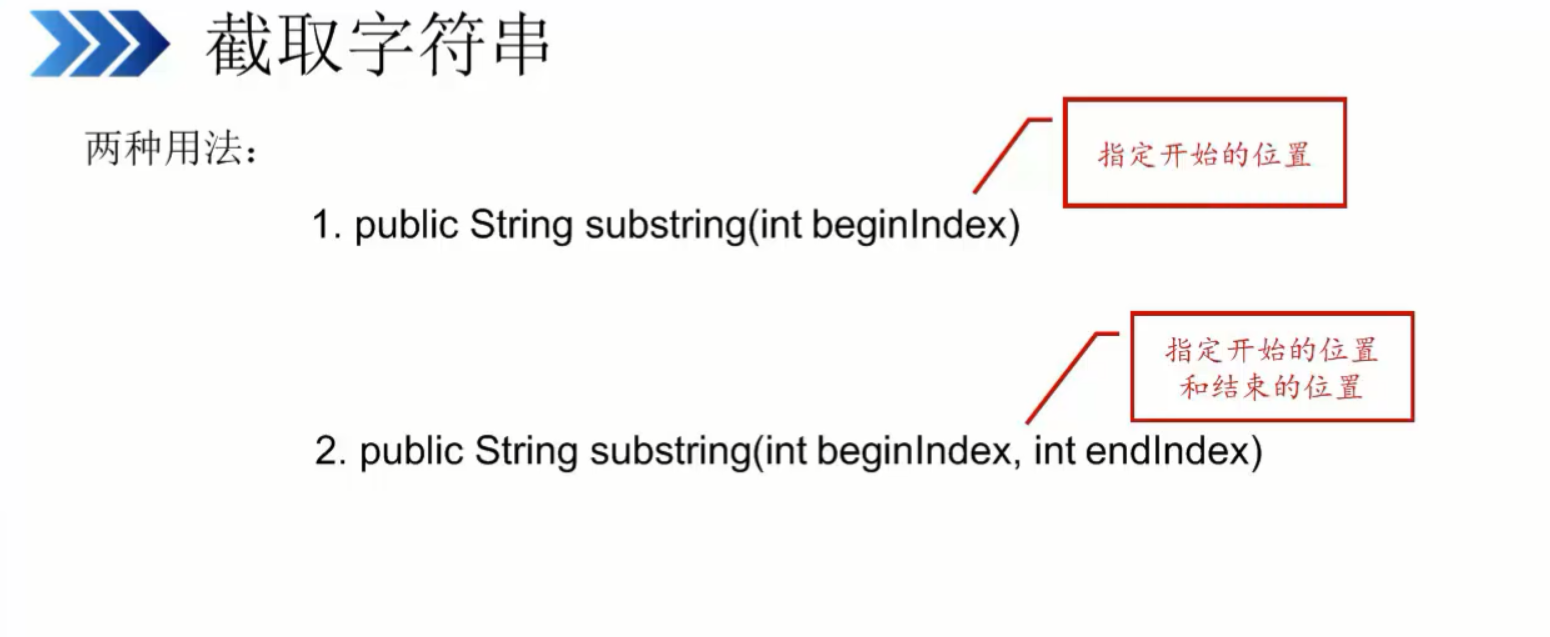 截取字符串
两种用法：
指定开始的位置
1. public String substring(int beginIndex)
指定开始的位置
和结束的位置
2. public String substring(int beginIndex, int endIndex)